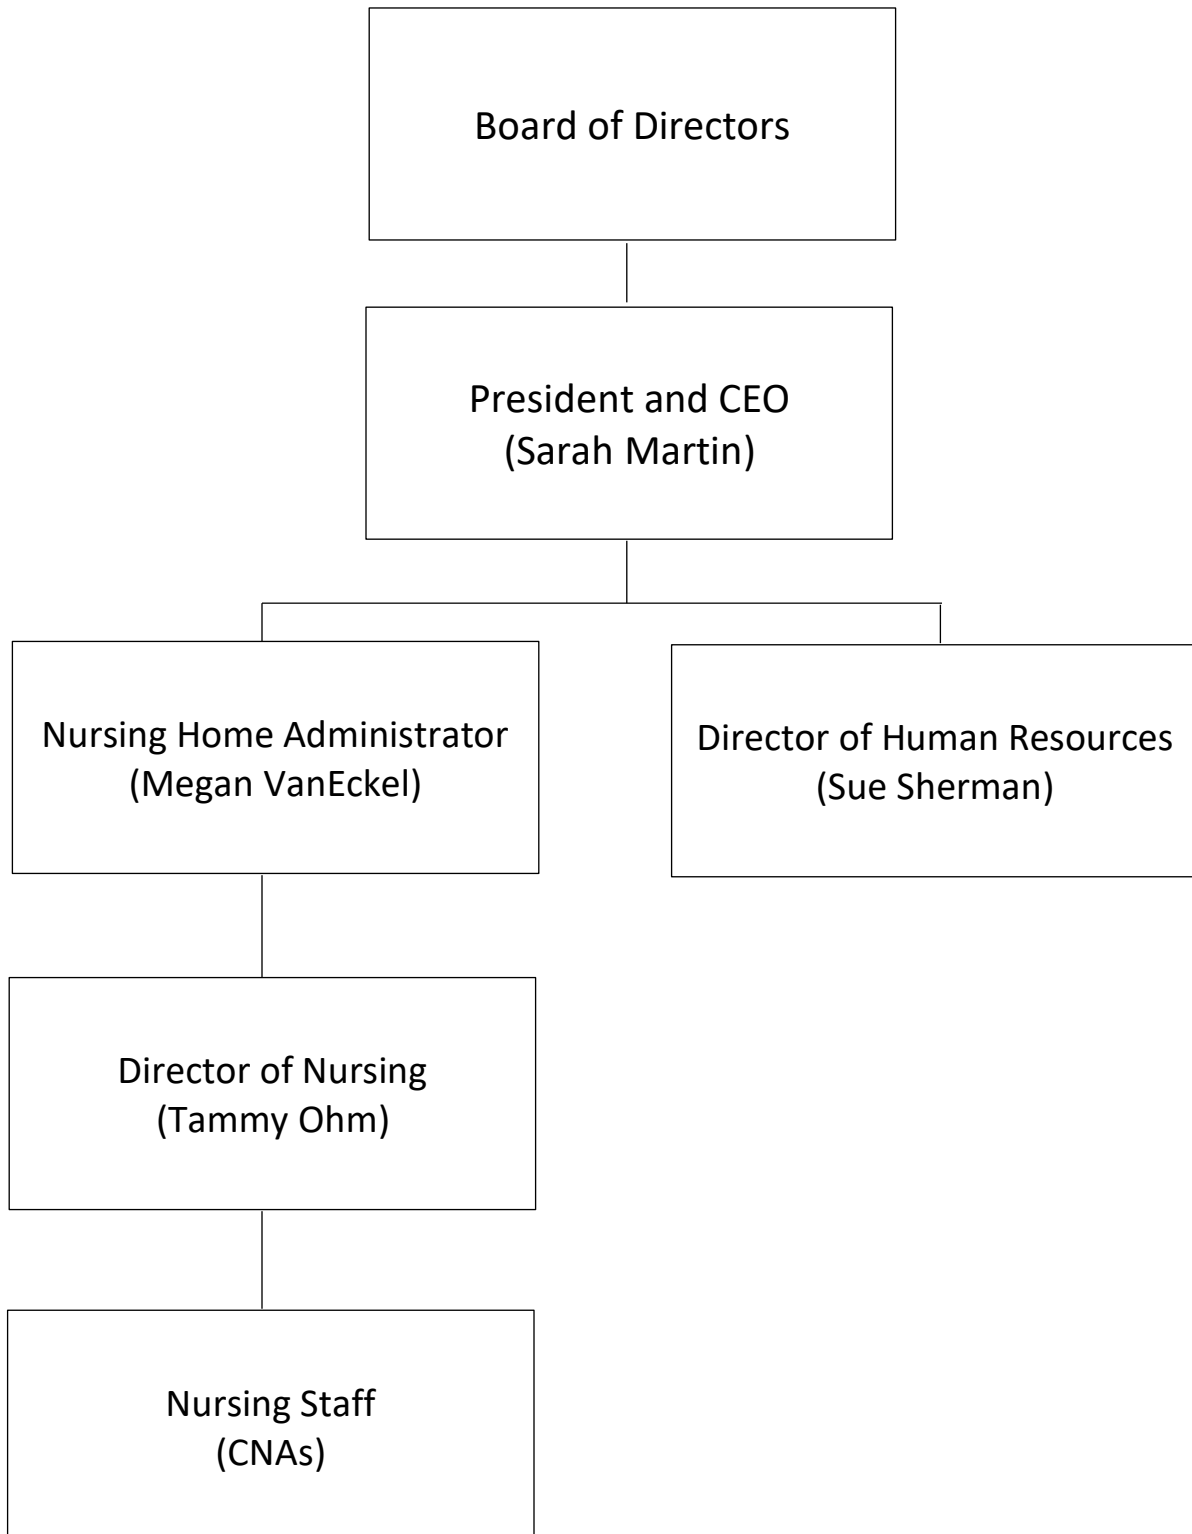 Board of Directors
President and CEO
(Sarah Martin)
Nursing Home Administrator
(Megan VanEckel)
Director of Human Resources
(Sue Sherman)
Director of Nursing
(Tammy Ohm)
Nursing Staff
(CNAs)